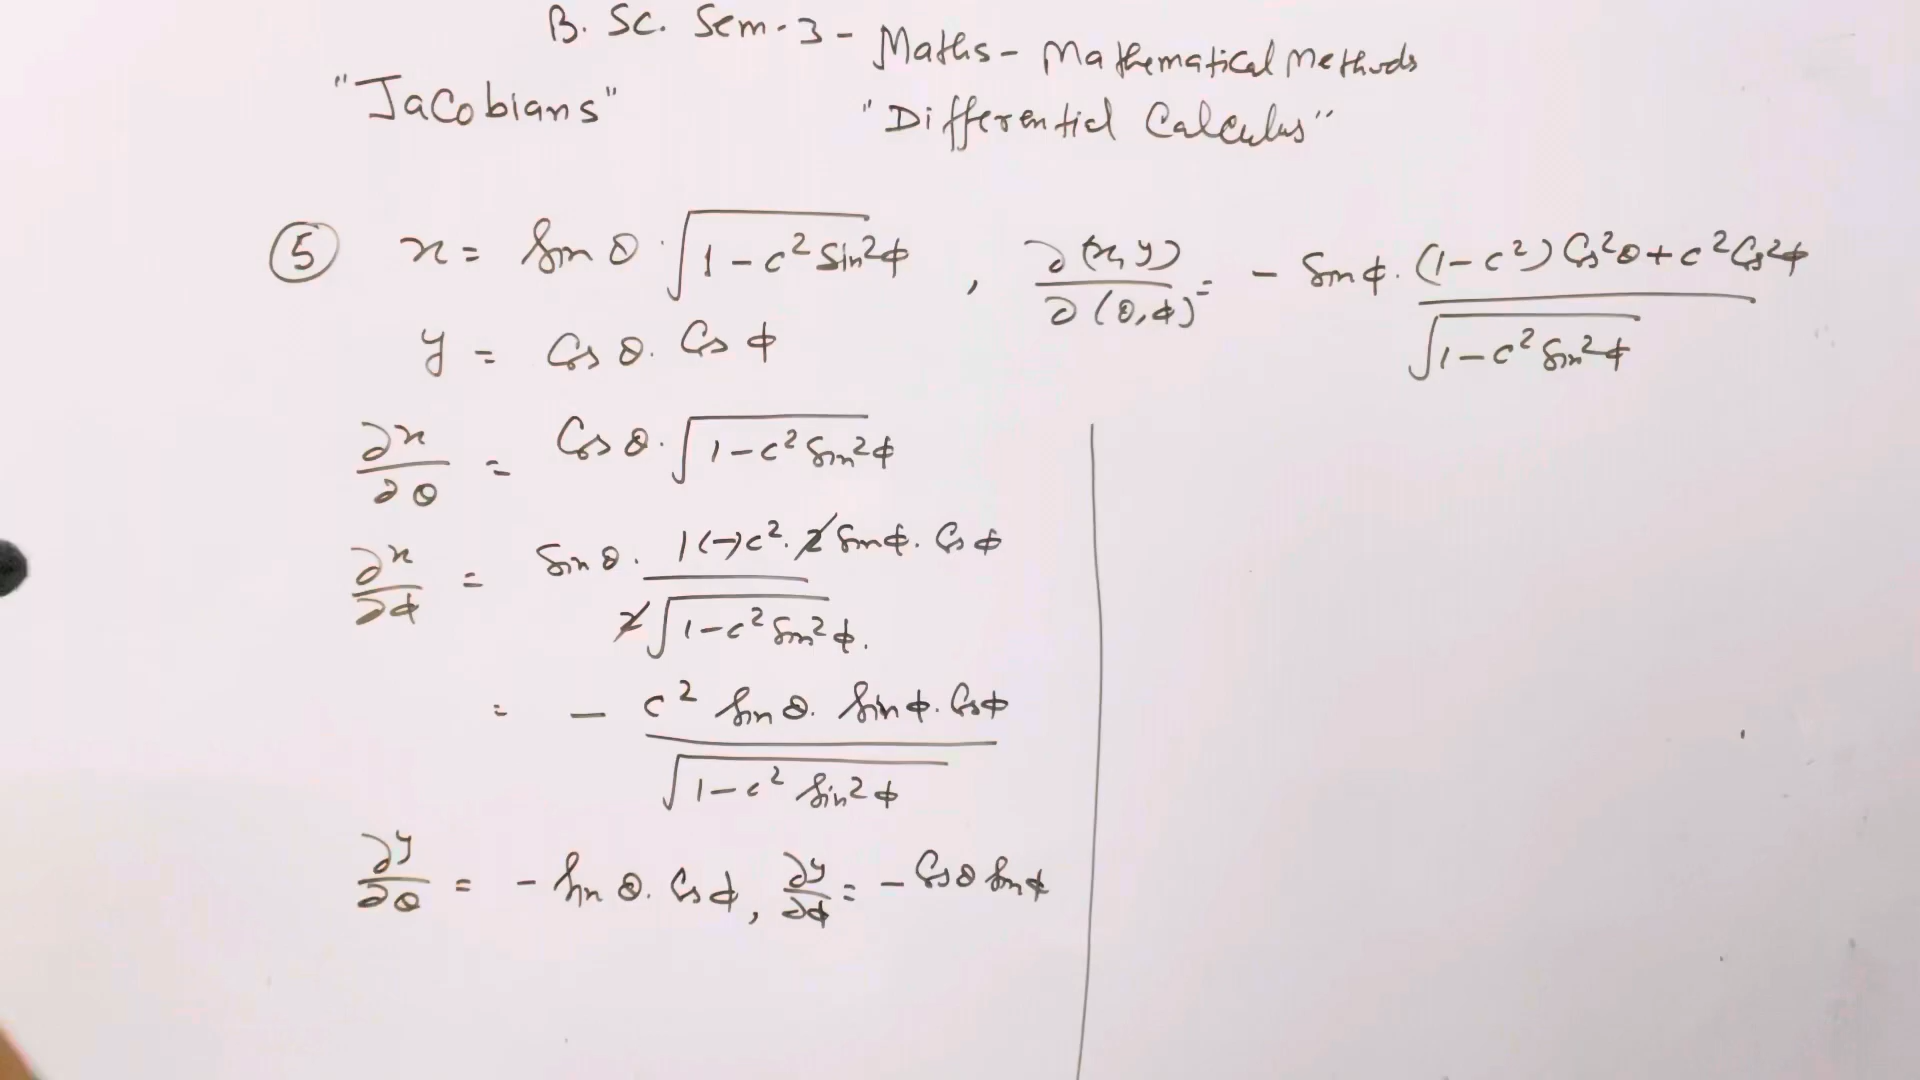 B. Sc. Sem-3 - Maths - Mathematical Methods
"Jacobians" "Differential Calculus"
⑤ x = Sin θ · √(1 - c² Sin²φ) , ∂(x, y)/∂(θ, φ) = - Sin φ · ((1 - c²) Cos²θ + c² Cos²φ)/√(1 - c² Sin²φ)
y = Cos θ . Cos φ
∂x/∂θ = Cos θ · √(1 - c² Sin²φ)
∂x/∂φ = Sin θ · 1(-)c² . 2 Sin φ . Cos φ / 2√(1 - c² Sin²φ) .
= - c² Sin θ . Sin φ . Cos φ / √(1 - c² Sin²φ)
∂y/∂θ = - Sin θ . Cos φ , ∂y/∂φ = - Cos θ Sin φ